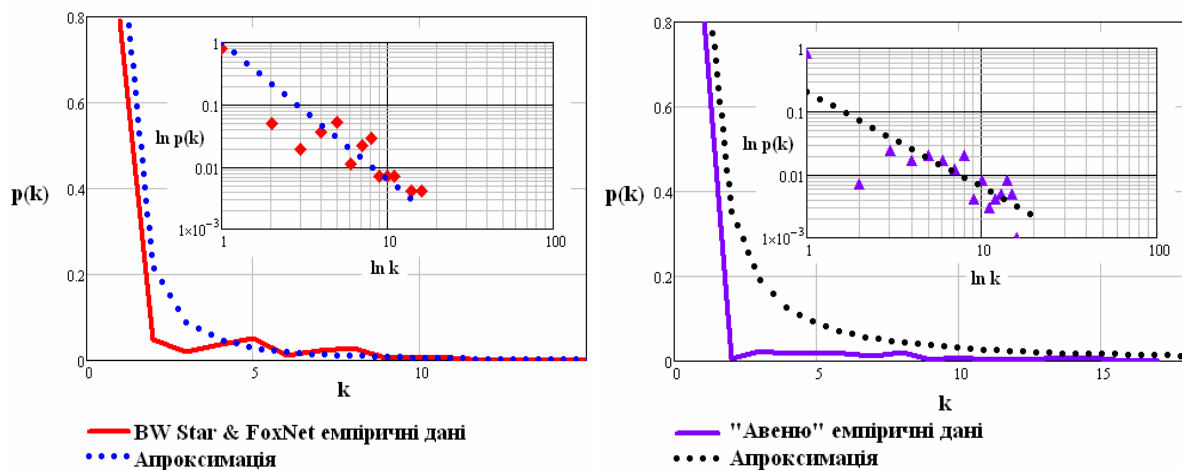 0.8
0.6
0.4
0.2
0
p(k)
0
5
10
k
1
0.1
0.01
1×10⁻³
ln p(k)
1
10
100
ln k
BW Star & FoxNet емпіричні дані
Апроксимація
0.8
0.6
0.4
0.2
0
p(k)
0
5
10
15
k
1
0.1
0.01
1×10⁻³
ln p(k)
1
10
100
ln k
"Авеню" емпіричні дані
Апроксимація